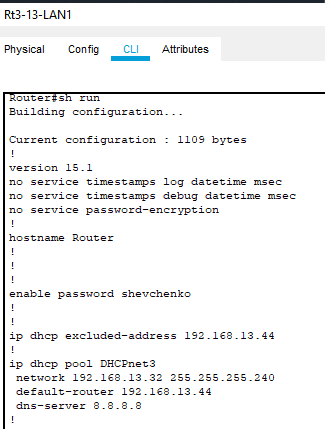 Rt3-13-LAN1
Physical Config CLI Attributes
Router#sh run
Building configuration...
Current configuration : 1109 bytes
!
version 15.1
no service timestamps log datetime msec
no service timestamps debug datetime msec
no service password-encryption
!
hostname Router
!
!
!
enable password shevchenko
!
!
ip dhcp excluded-address 192.168.13.44
!
ip dhcp pool DHCPnet3
network 192.168.13.32 255.255.255.240
default-router 192.168.13.44
dns-server 8.8.8.8
!